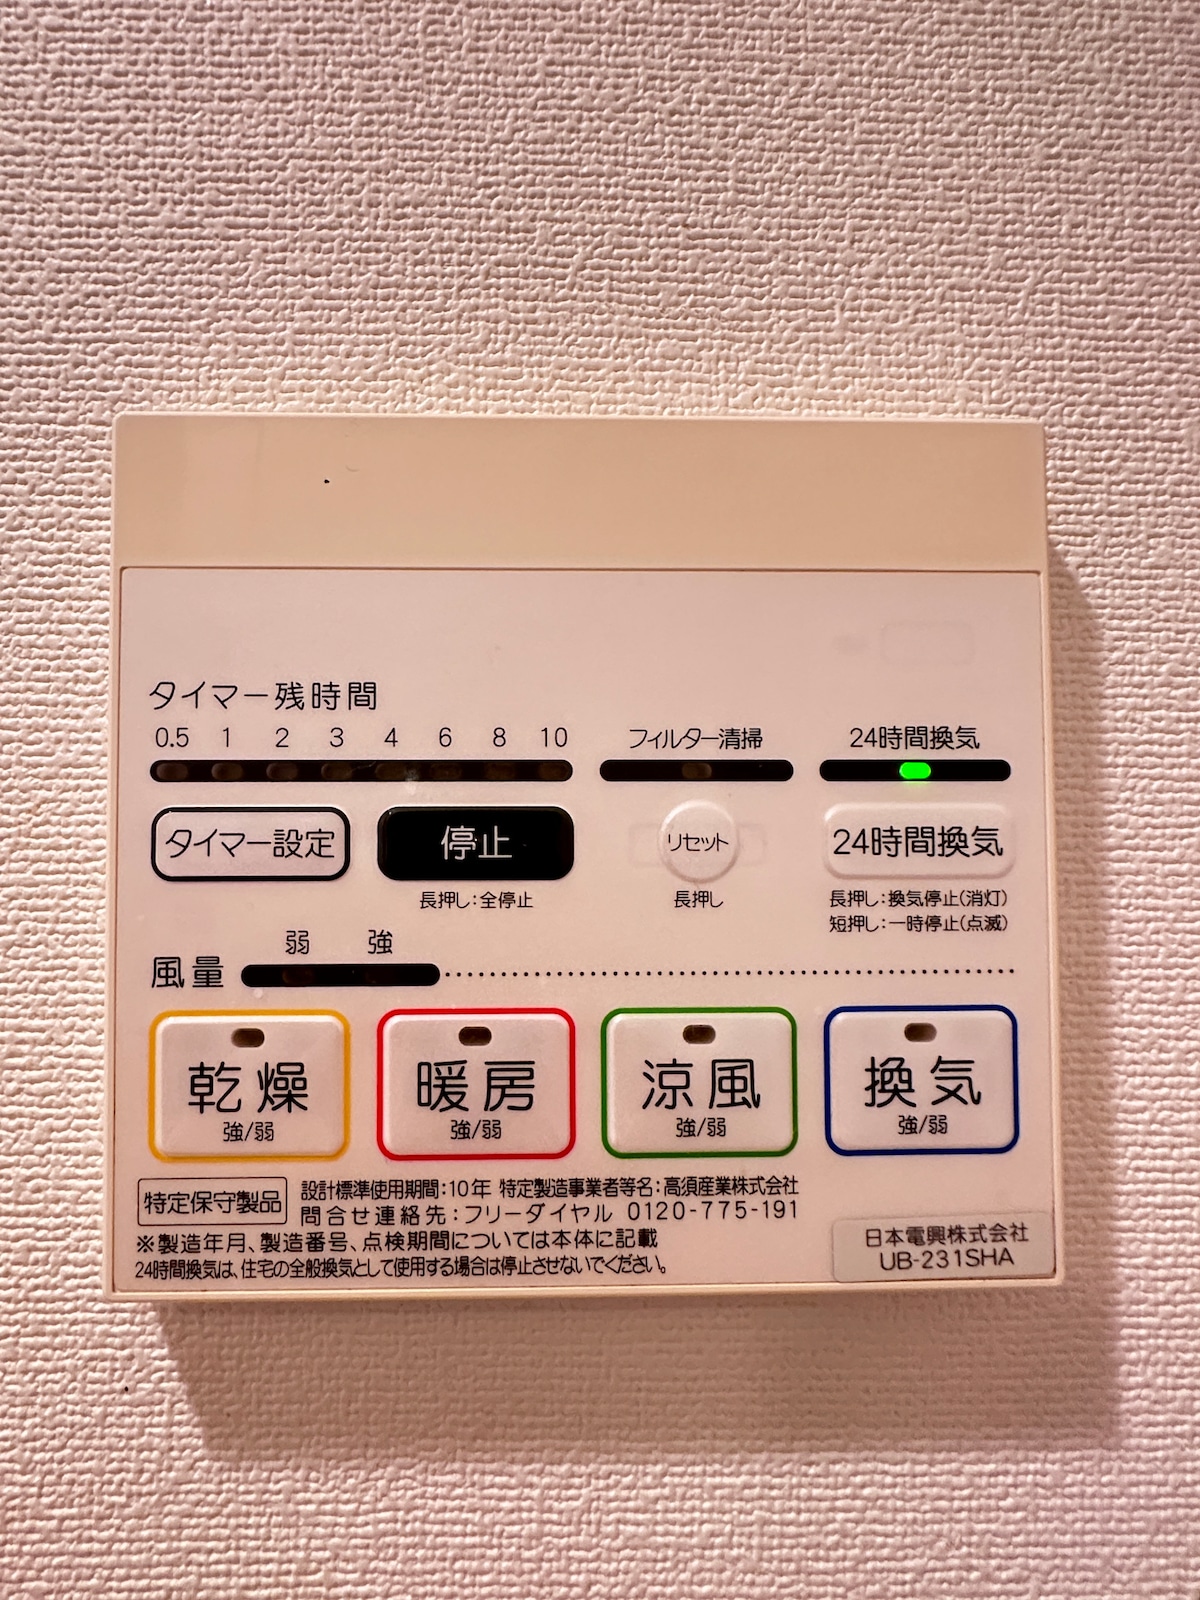 タイマー残時間
0.5 1 2 3 4 6 8 10 フィルター清掃 24時間換気
タイマー設定 停止 リセット 24時間換気
長押し:全停止 長押し 長押し:換気停止(消灯)
短押し:一時停止(点滅)
弱 強
風量
乾燥 暖房 涼風 換気
強/弱 強/弱 強/弱 強/弱
特定保守製品 設計標準使用期間:10年 特定製造事業者等名:高須産業株式会社
問合せ連絡先:フリーダイヤル 0120-775-191
※製造年月、製造番号、点検期間については本体に記載
24時間換気は、住宅の全般換気として使用する場合は停止させないでください。
日本電興株式会社
UB-231SHA